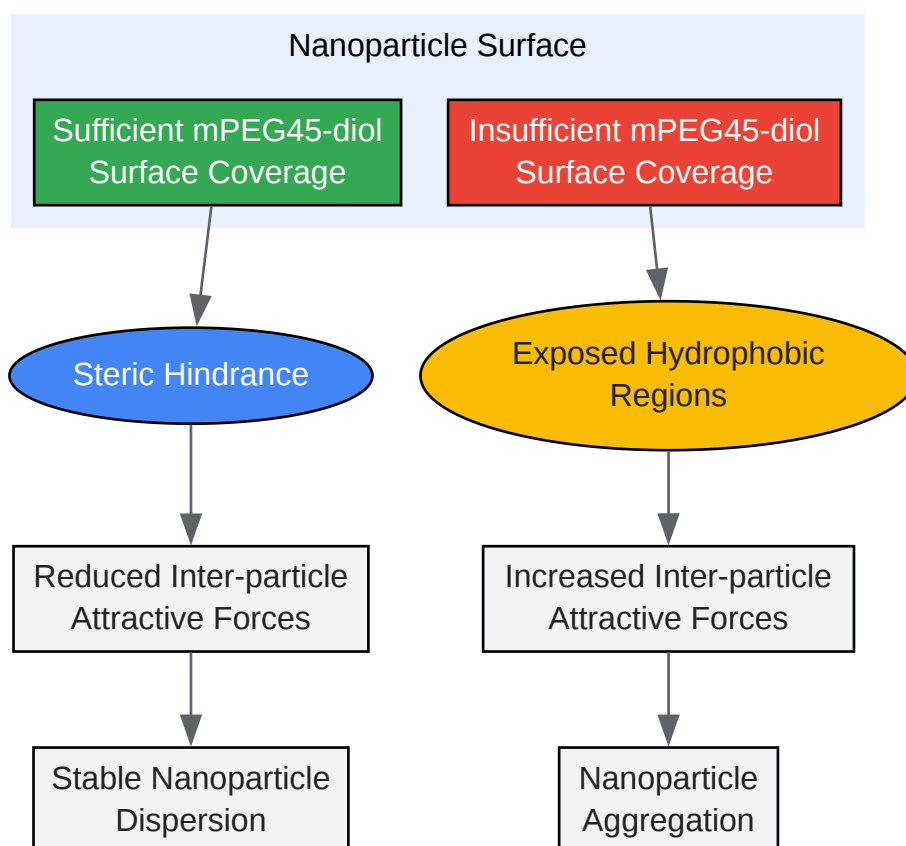 Nanoparticle Surface
Sufficient mPEG45-diol
Surface Coverage
Insufficient mPEG45-diol
Surface Coverage
Steric Hindrance
Exposed Hydrophobic
Regions
Reduced Inter-particle
Attractive Forces
Increased Inter-particle
Attractive Forces
Stable Nanoparticle
Dispersion
Nanoparticle
Aggregation